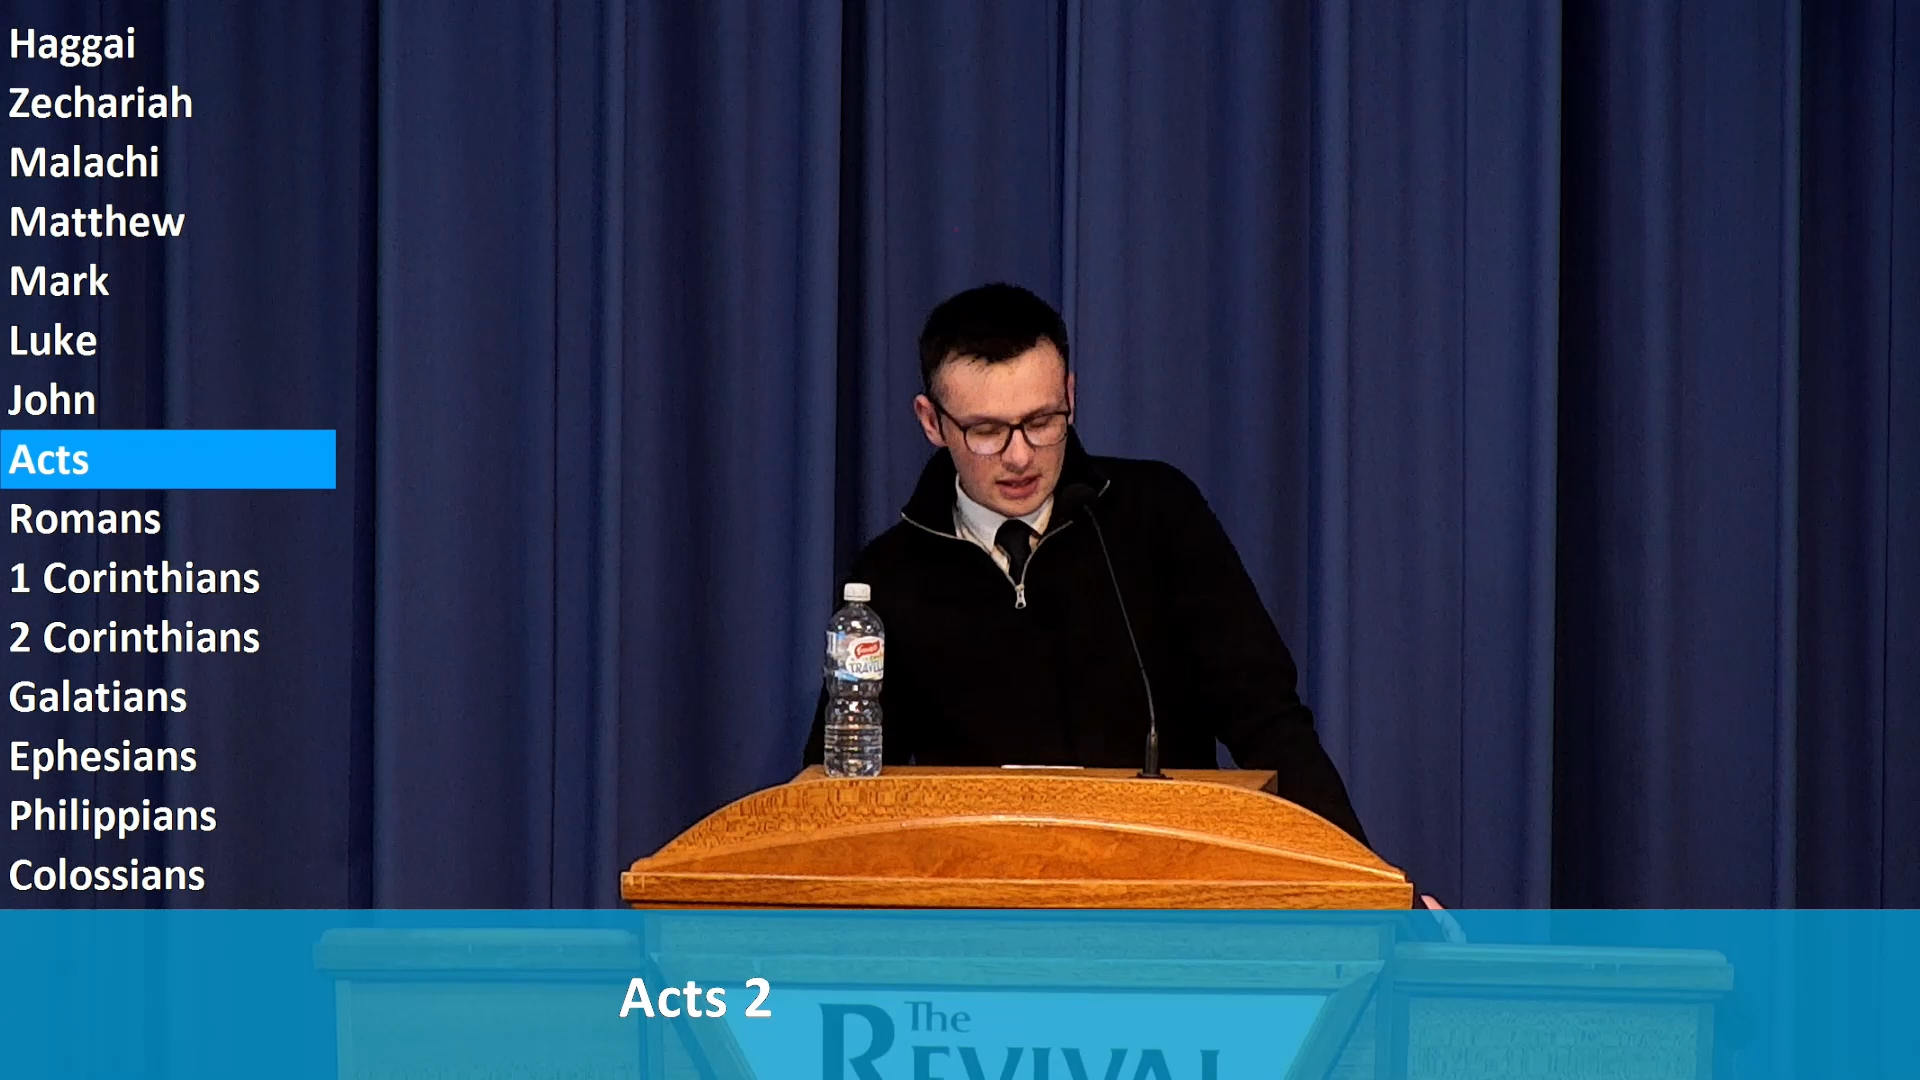 Haggai
Zechariah
Malachi
Matthew
Mark
Luke
John
Acts
Romans
1 Corinthians
2 Corinthians
Galatians
Ephesians
Philippians
Colossians
Acts 2
The
REVIVAL